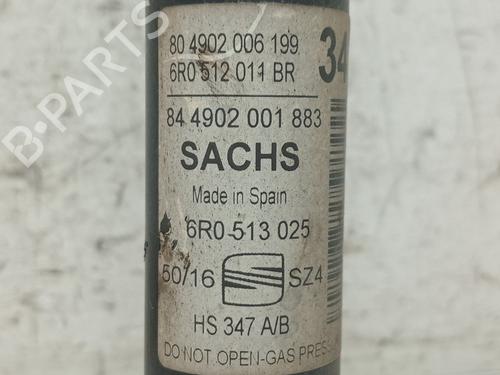 80 4902 006 199
6R0 512 011 BR
34
84 4902 001 883
SACHS
Made in Spain
6R0 513 025
50/16 SZ4
HS 347 A/B
DO NOT OPEN-GAS
B-PARTS